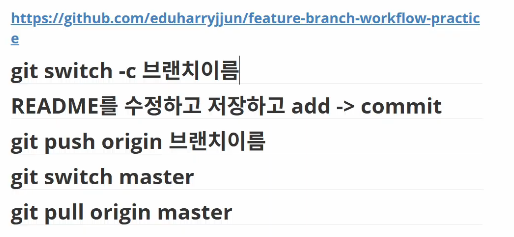 https://github.com/eduharryjjun/feature-branch-workflow-practic
e
git switch -c 브랜치이름
README를 수정하고 저장하고 add -> commit
git push origin 브랜치이름
git switch master
git pull origin master